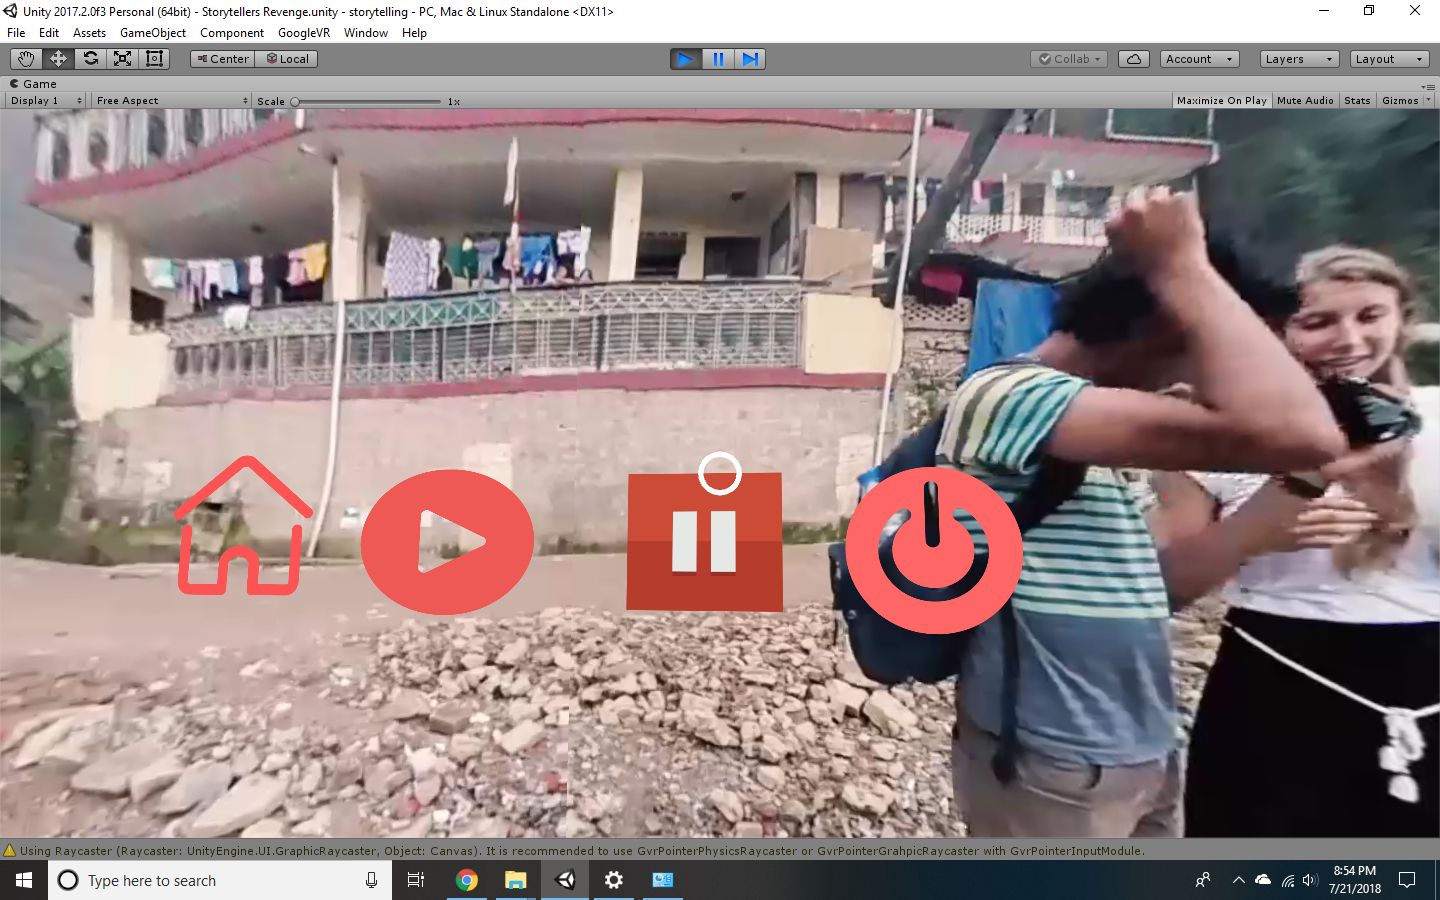 Unity 2017.2.0f3 Personal (64bit) - Storytellers Revenge.unity - storytelling - PC, Mac & Linux Standalone <DX11>
File Edit Assets GameObject Component GoogleVR Window Help
Center Local Collab Account Layers Layout
Game
Display 1 Free Aspect Scale 1x Maximize On Play Mute Audio Stats Gizmos
Using Raycaster (Raycaster: UnityEngine.UI.GraphicRaycaster, Object: Canvas). It is recommended to use GvrPointerPhysicsRaycaster or GvrPointerGrahpicRaycaster with GvrPointerInputModule.
Type here to search
8:54 PM
7/21/2018